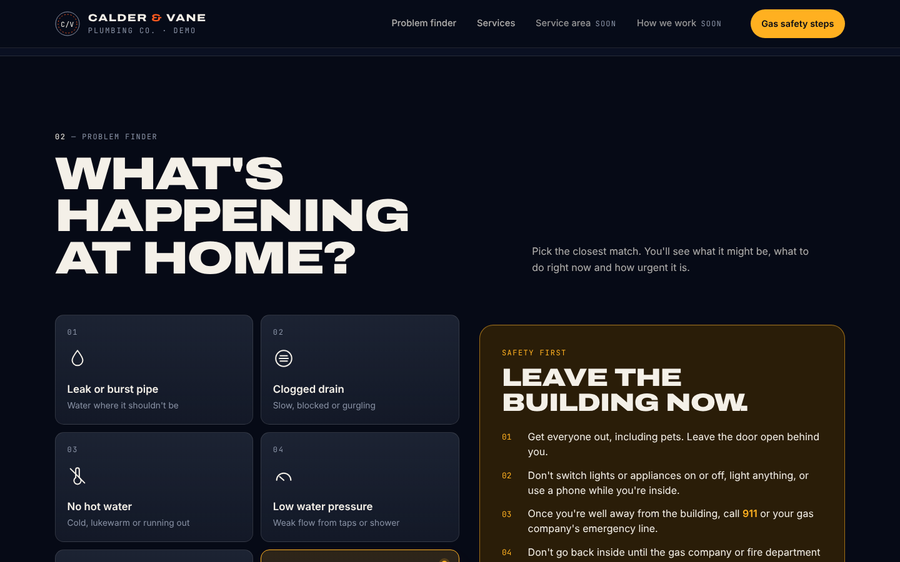 C/V
CALDER & VANE
PLUMBING CO. · DEMO
Problem finder
Services
Service area SOON
How we work SOON
Gas safety steps
02 — PROBLEM FINDER
WHAT'S
HAPPENING
AT HOME?
Pick the closest match. You'll see what it might be, what to
do right now and how urgent it is.
01
Leak or burst pipe
Water where it shouldn't be
02
Clogged drain
Slow, blocked or gurgling
03
No hot water
Cold, lukewarm or running out
04
Low water pressure
Weak flow from taps or shower
SAFETY FIRST
LEAVE THE
BUILDING NOW.
01 Get everyone out, including pets. Leave the door open behind
you.
02 Don't switch lights or appliances on or off, light anything, or
use a phone while you're inside.
03 Once you're well away from the building, call 911 or your gas
company's emergency line.
04 Don't go back inside until the gas company or fire department